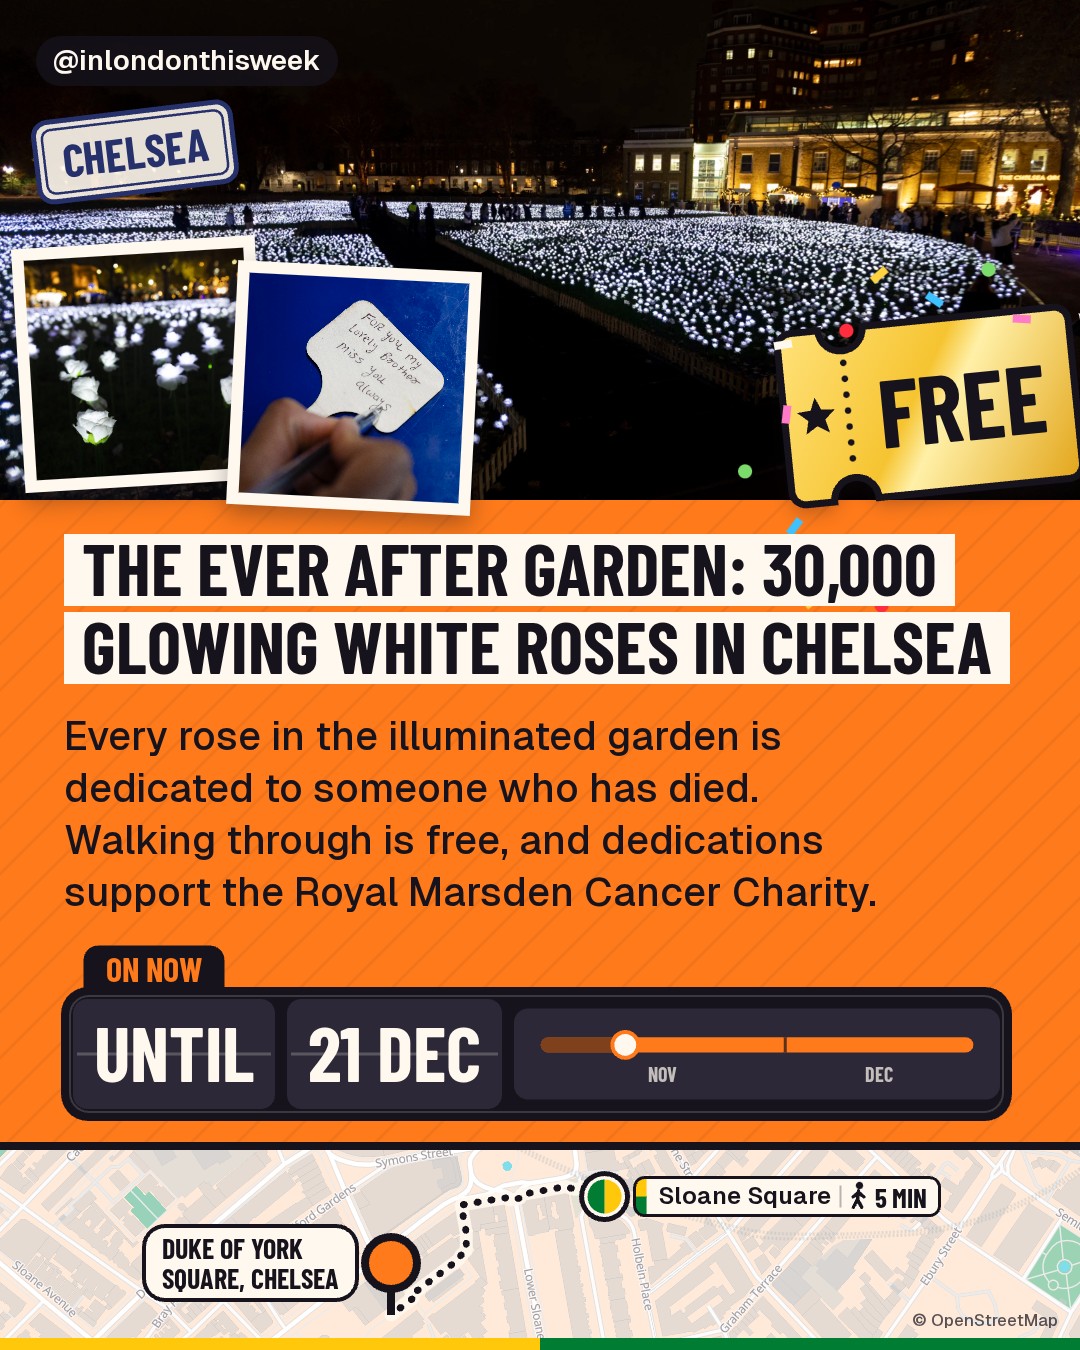 @inlondonthisweek
CHELSEA
For you, my
lovely Brother
miss you
always
FREE
THE EVER AFTER GARDEN: 30,000
GLOWING WHITE ROSES IN CHELSEA
Every rose in the illuminated garden is
dedicated to someone who has died.
Walking through is free, and dedications
support the Royal Marsden Cancer Charity.
ON NOW
UNTIL 21 DEC
NOV DEC
Symons Street
Sloane Square 5 MIN
DUKE OF YORK
SQUARE, CHELSEA
Sloane Avenue
Lower Sloane
Holbein Place
Graham Terrace
Ebury Street
© OpenStreetMap